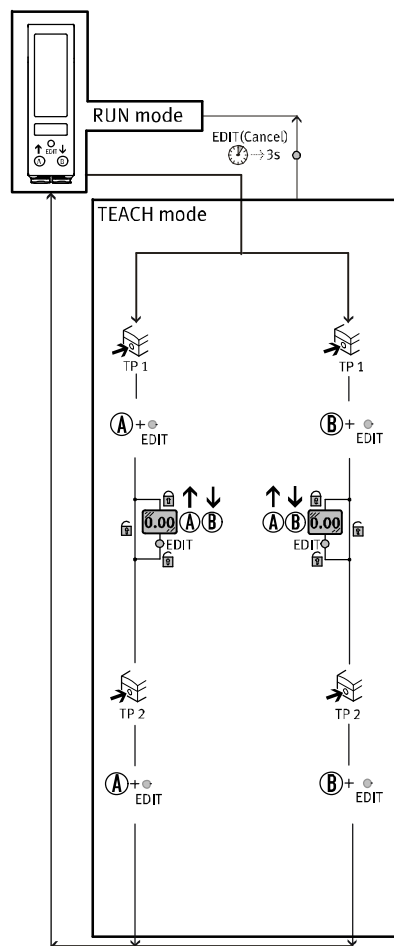 EDIT
A B
RUN mode
EDIT(Cancel)
3s
TEACH mode
TP 1
TP 1
A + EDIT
B + EDIT
0.00 A B
EDIT
A B 0.00
EDIT
TP 2
TP 2
A + EDIT
B + EDIT